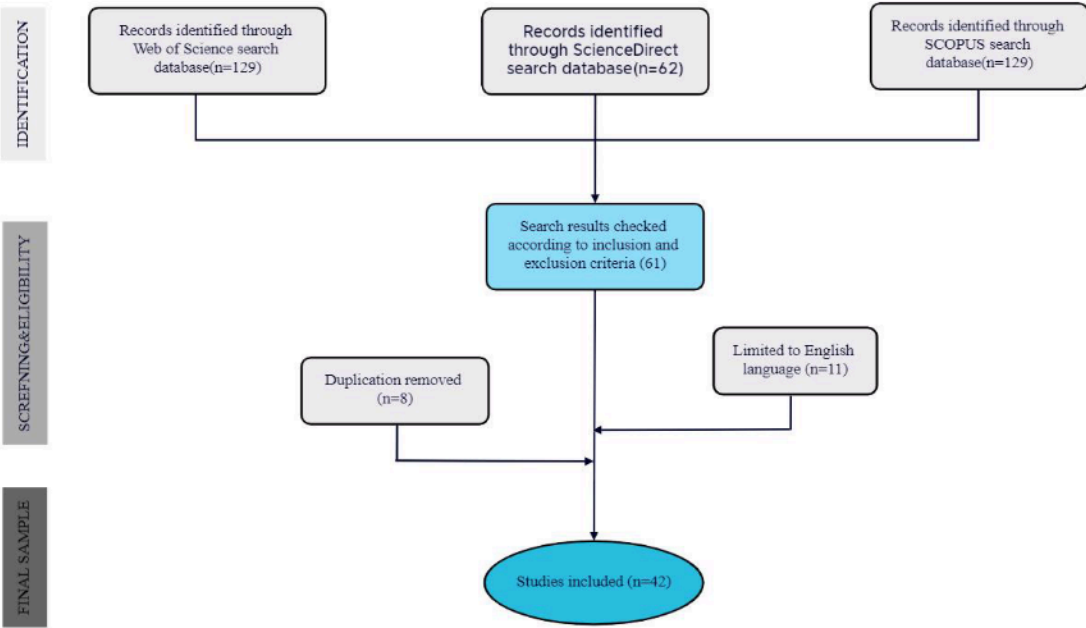 IDENTIFICATION
Records identified through
Web of Science search
database(n=129)
Records identified
through ScienceDirect
search database(n=62)
Records identified through
SCOPUS search
database(n=129)
SCREFNING&ELIGIBILITY
Search results checked
according to inclusion and
exclusion criteria (61)
Limited to English
language (n=11)
Duplication removed
(n=8)
FINAL SAMPLE
Studies included (n=42)